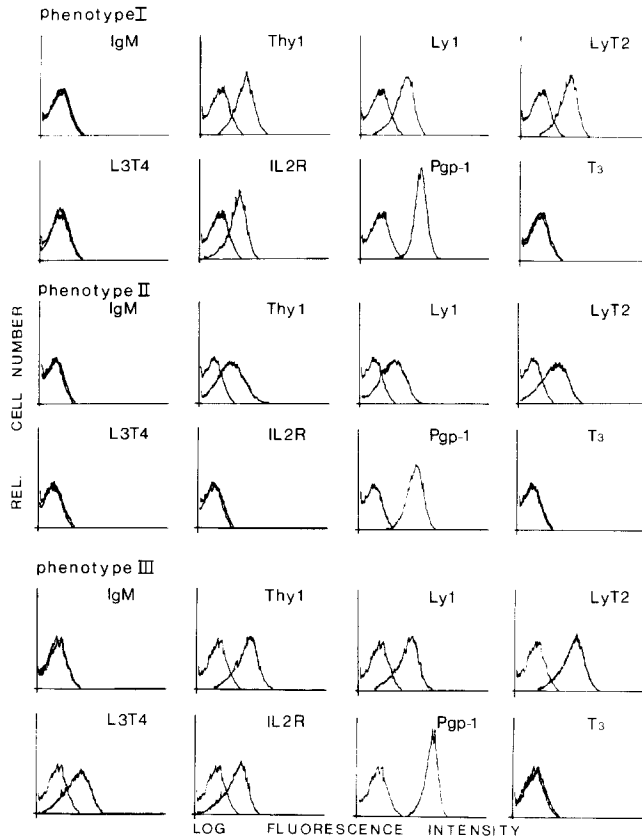 phenotype I
IgM Thy1 Ly1 LyT2
L3T4 IL2R Pgp-1 T3
phenotype II
IgM Thy1 Ly1 LyT2
L3T4 IL2R Pgp-1 T3
phenotype III
IgM Thy1 Ly1 LyT2
L3T4 IL2R Pgp-1 T3
REL. CELL NUMBER
LOG FLUORESCENCE INTENSITY